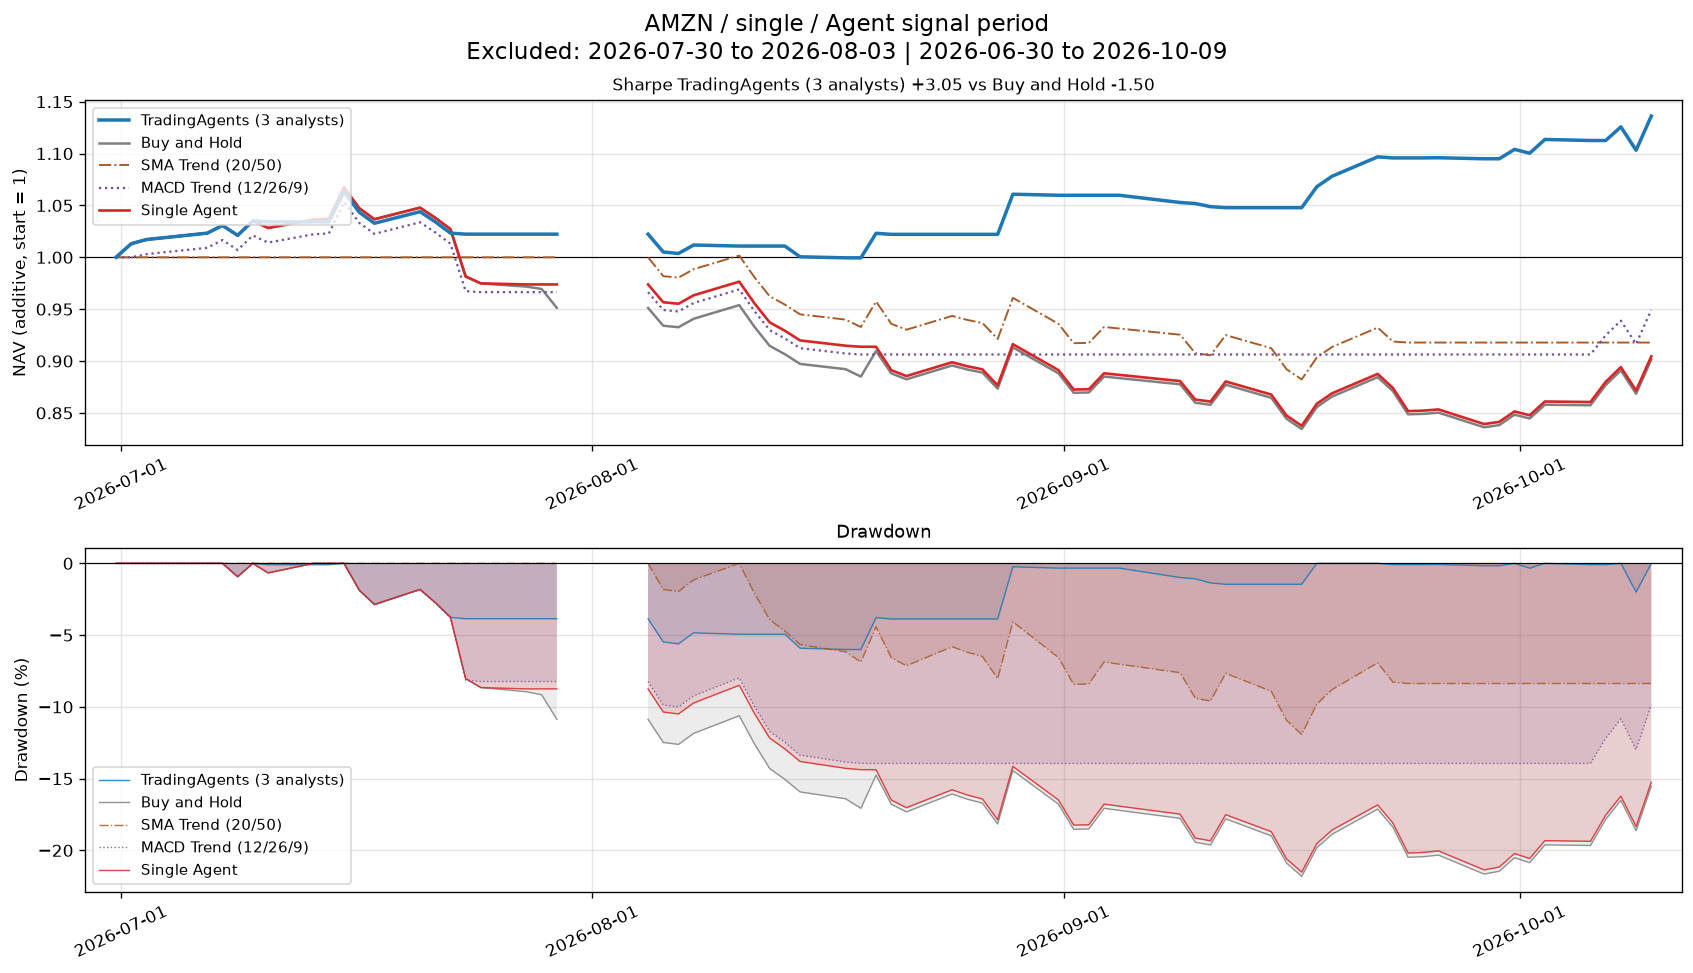 AMZN / single / Agent signal period
Excluded: 2026-07-30 to 2026-08-03 | 2026-06-30 to 2026-10-09
Sharpe TradingAgents (3 analysts) +3.05 vs Buy and Hold -1.50
NAV (additive, start = 1)
1.15
1.10
1.05
1.00
0.95
0.90
0.85
TradingAgents (3 analysts)
Buy and Hold
SMA Trend (20/50)
MACD Trend (12/26/9)
Single Agent
2026-07-01
2026-08-01
2026-09-01
2026-10-01
Drawdown
Drawdown (%)
0
−5
−10
−15
−20
TradingAgents (3 analysts)
Buy and Hold
SMA Trend (20/50)
MACD Trend (12/26/9)
Single Agent
2026-07-01
2026-08-01
2026-09-01
2026-10-01